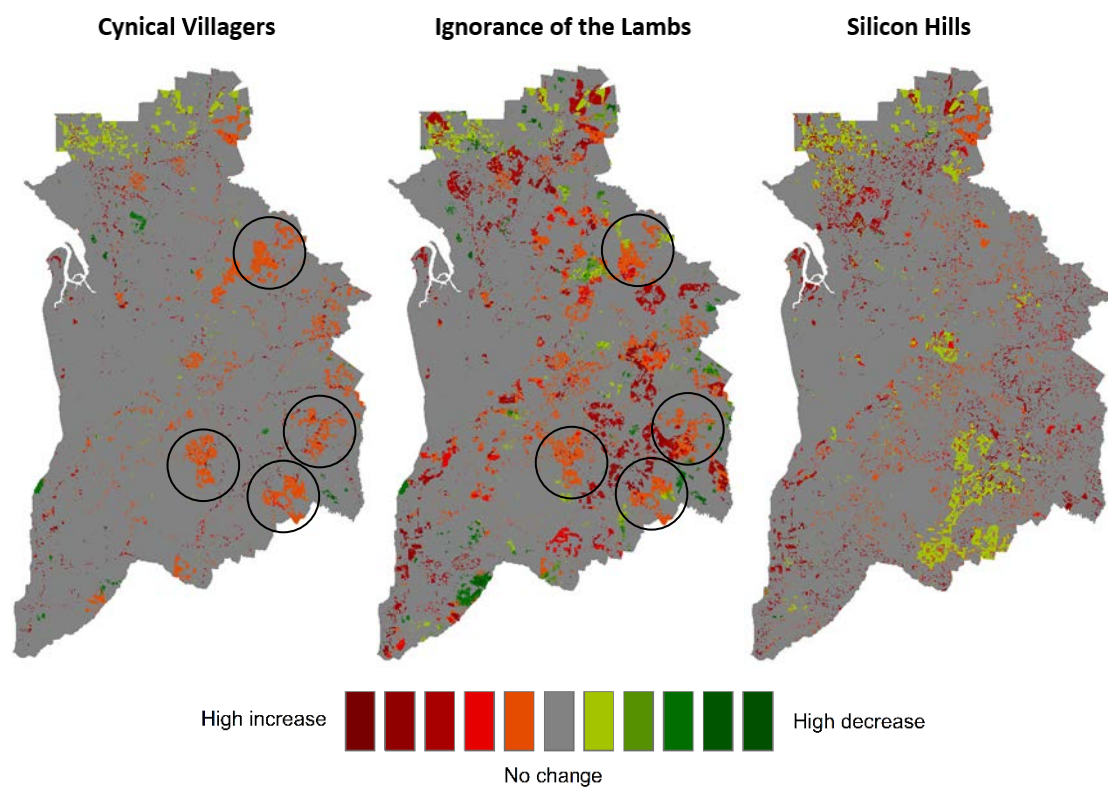 Cynical Villagers
Ignorance of the Lambs
Silicon Hills
High increase
High decrease
No change